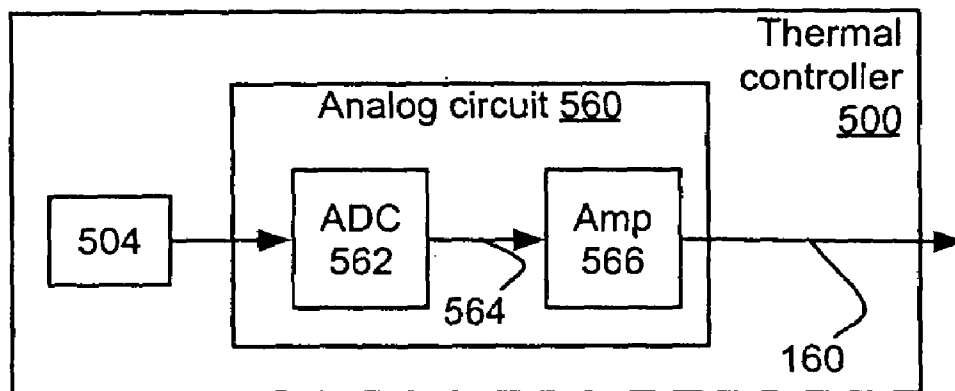 Thermal
controller
500
Analog circuit 560
504
ADC
562
Amp
566
564
160